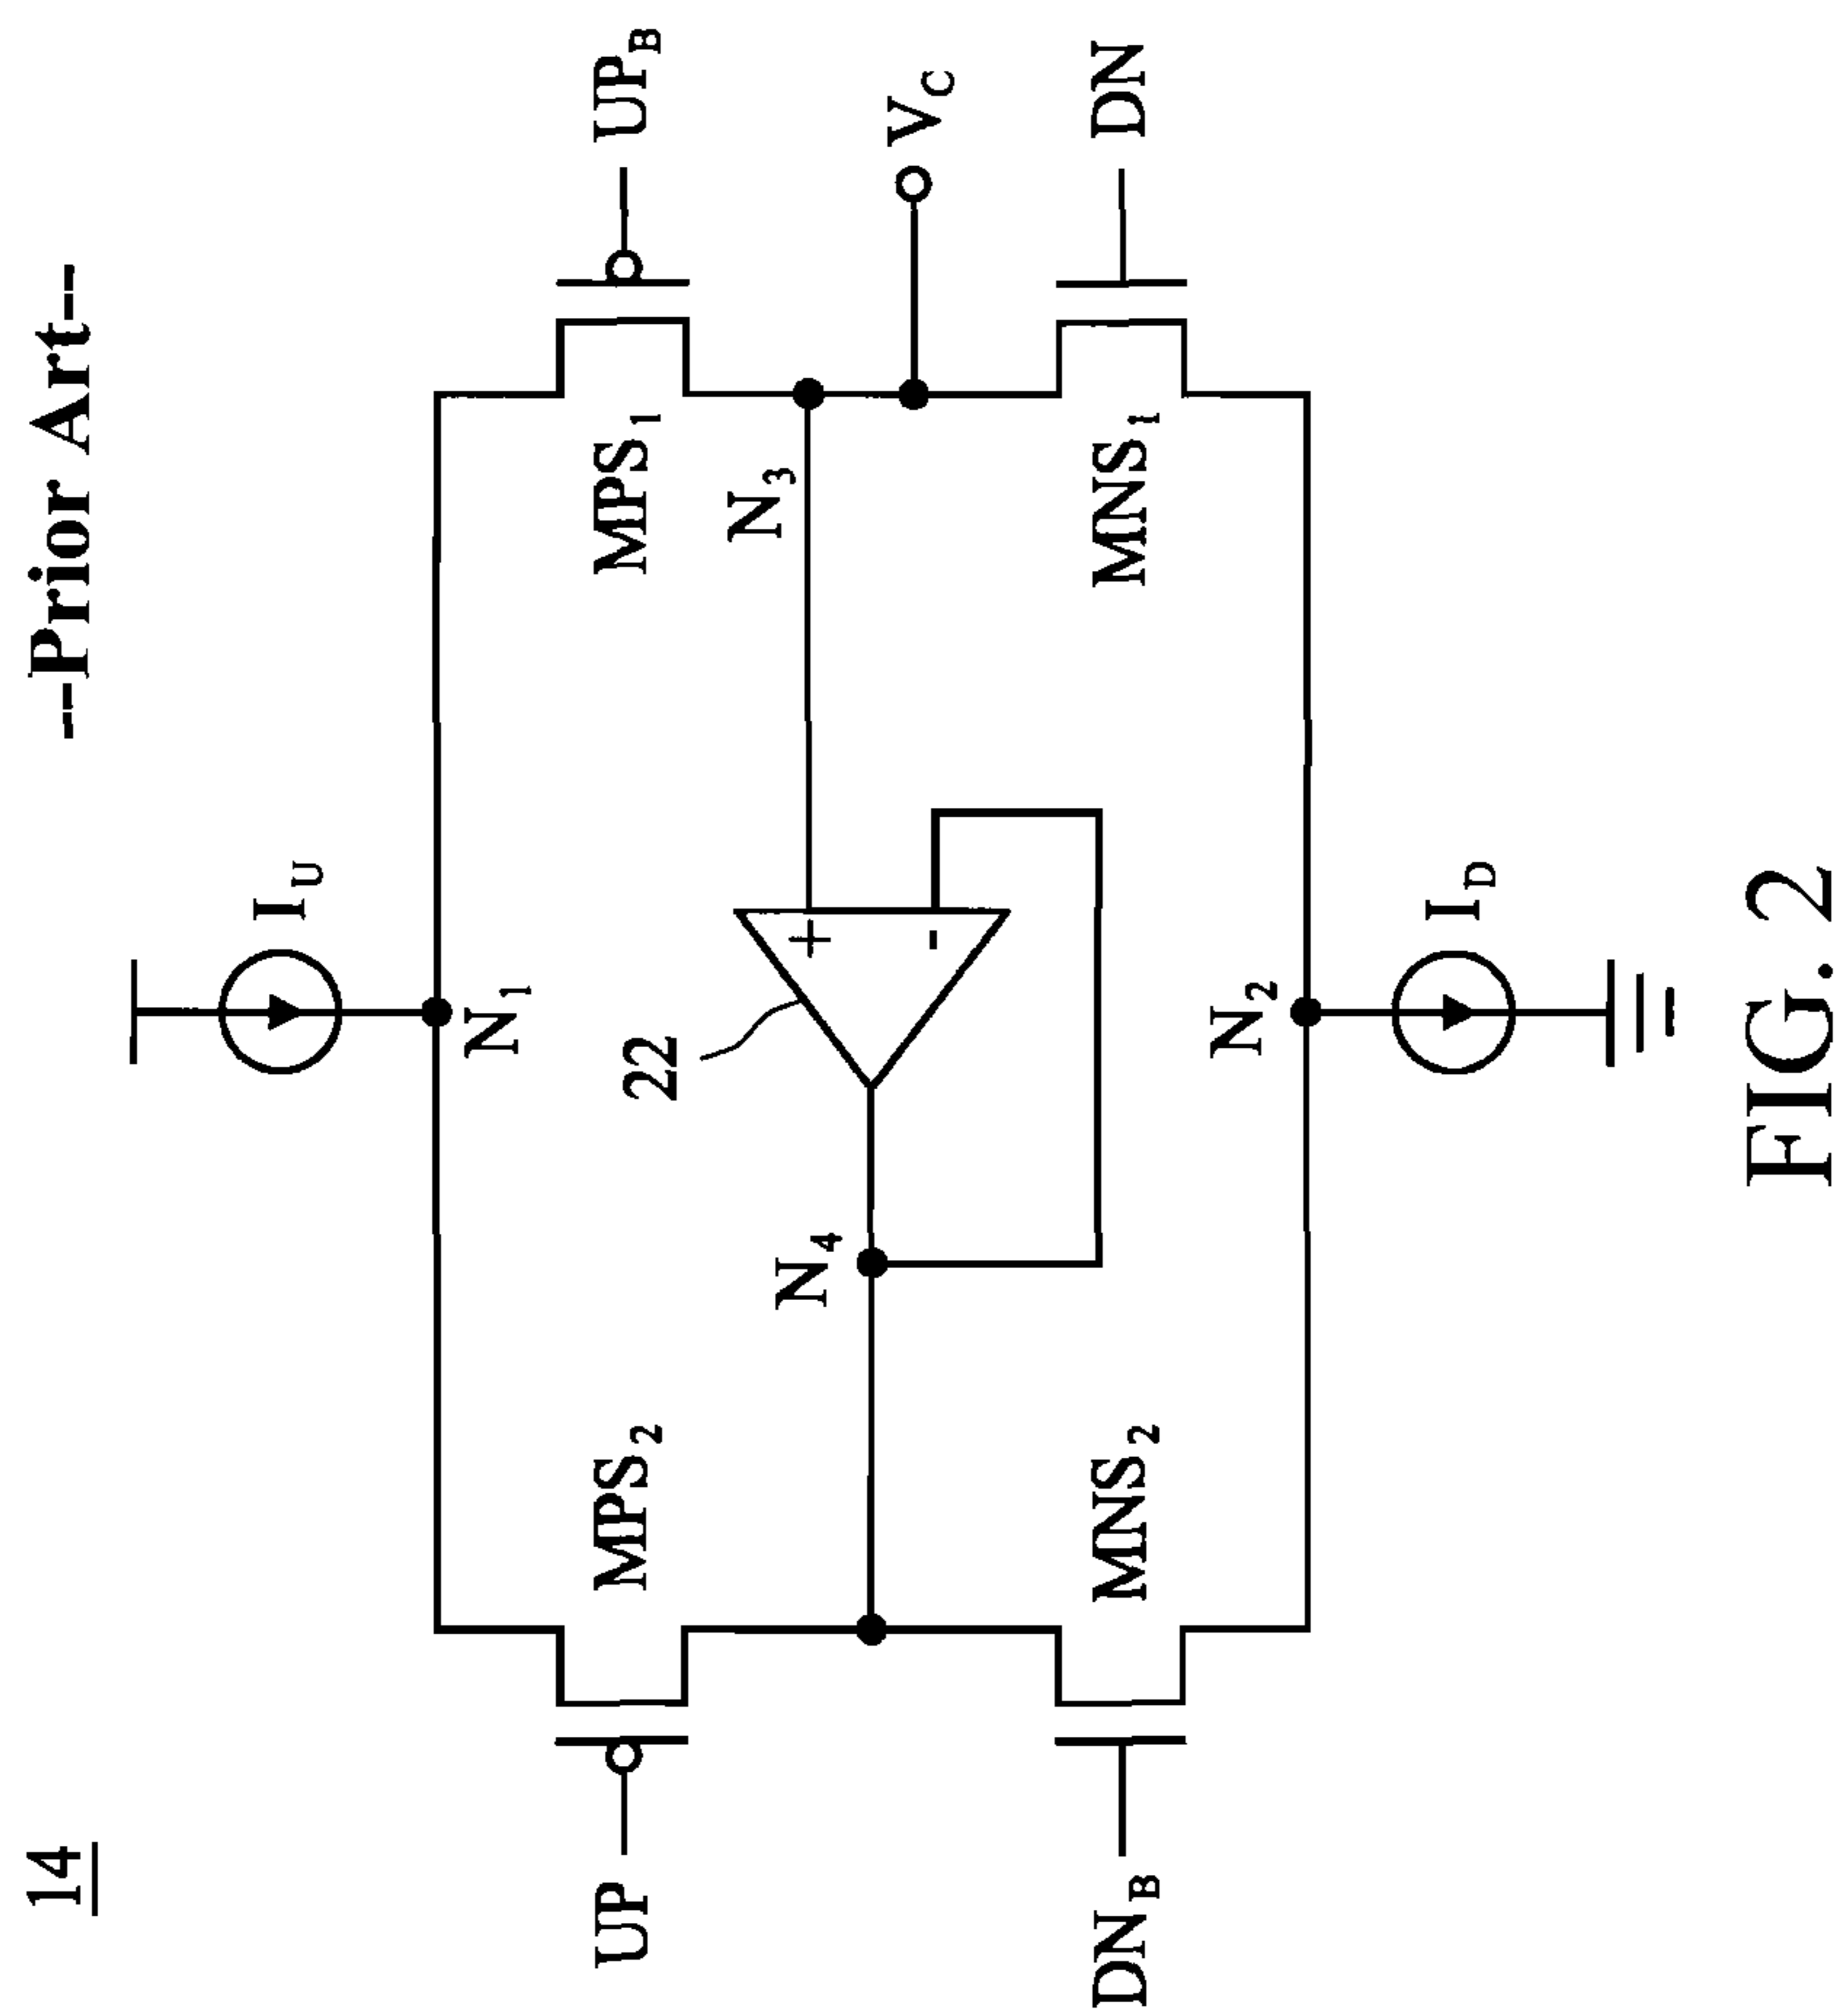 14
--Prior Art--
I_U
N_1
UP
MPS_2
22
MPS_1
UP_B
N_3
+
N_4
V_C
-
DN_B
MNS_2
MNS_1
DN
N_2
I_D
FIG. 2